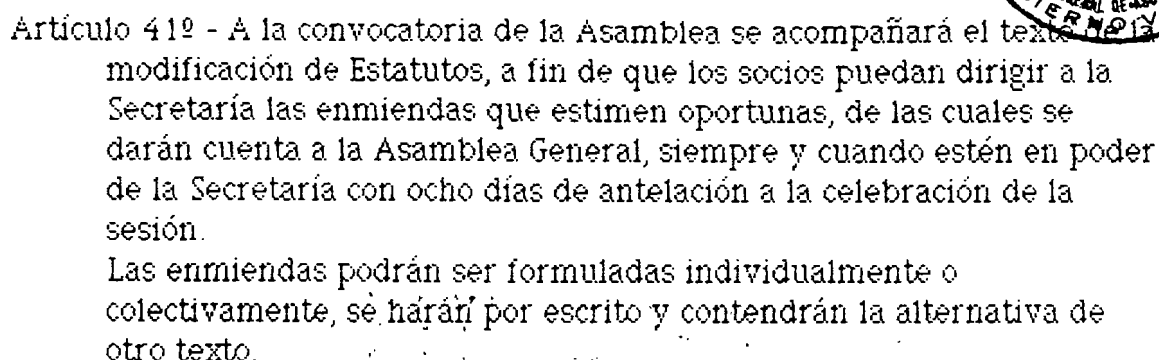 Artículo 41º - A la convocatoria de la Asamblea se acompañará el texto de la
modificación de Estatutos, a fin de que los socios puedan dirigir a la
Secretaría las enmiendas que estimen oportunas, de las cuales se
darán cuenta a la Asamblea General, siempre y cuando estén en poder
de la Secretaría con ocho días de antelación a la celebración de la
sesión.
Las enmiendas podrán ser formuladas individualmente o
colectivamente, se harán por escrito y contendrán la alternativa de
otro texto.